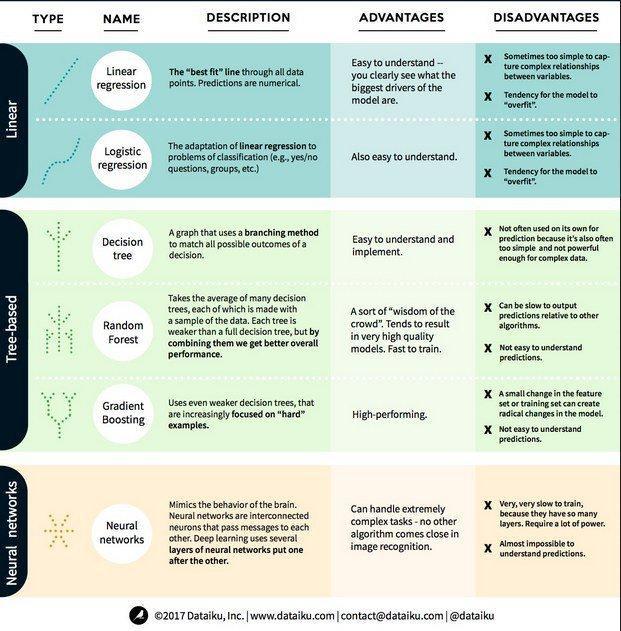 TYPE NAME DESCRIPTION ADVANTAGES DISADVANTAGES
Linear
Linear
regression
The “best fit” line through all data
points. Predictions are numerical.
Easy to understand --
you clearly see what the
biggest drivers of the
model are.
X Sometimes too simple to cap-
ture complex relationships
between variables.
X Tendency for the model to
“overfit”.
Logistic
regression
The adaptation of linear regression to
problems of classification (e.g., yes/no
questions, groups, etc.)
Also easy to understand.
X Sometimes too simple to cap-
ture complex relationships
between variables.
X Tendency for the model to
“overfit”.
Tree-based
Decision
tree
A graph that uses a branching method
to match all possible outcomes of a
decision.
Easy to understand and
implement.
X Not often used on its own for
prediction because it's also often
too simple and not powerful
enough for complex data.
Random
Forest
Takes the average of many decision
trees, each of which is made with
a sample of the data. Each tree is
weaker than a full decision tree, but by
combining them we get better overall
performance.
A sort of “wisdom of the
crowd”. Tends to result
in very high quality
models. Fast to train.
X Can be slow to output
predictions relative to other
algorithms.
X Not easy to understand
predictions.
Gradient
Boosting
Uses even weaker decision trees, that
are increasingly focused on “hard”
examples.
High-performing.
X A small change in the feature
set or training set can create
radical changes in the model.
X Not easy to understand
predictions.
Neural networks
Neural
networks
Mimics the behavior of the brain.
Neural networks are interconnected
neurons that pass messages to each
other. Deep learning uses several
layers of neural networks put one
after the other.
Can handle extremely
complex tasks - no other
algorithm comes close in
image recognition.
X Very, very slow to train,
because they have so many
layers. Require a lot of power.
X Almost impossible to
understand predictions.
©2017 Dataiku, Inc. | www.dataiku.com | contact@dataiku.com | @dataiku